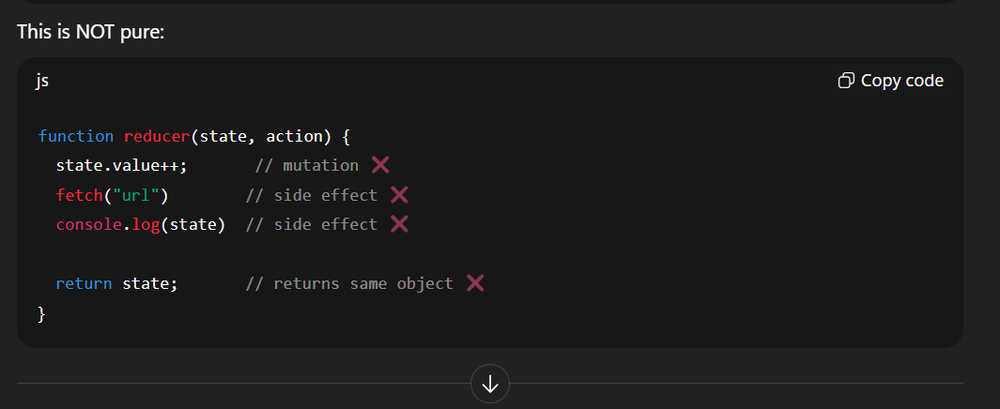 This is NOT pure:
js
Copy code
function reducer(state, action) {
  state.value++;       // mutation ❌
  fetch("url")        // side effect ❌
  console.log(state)  // side effect ❌
  return state;       // returns same object ❌
}